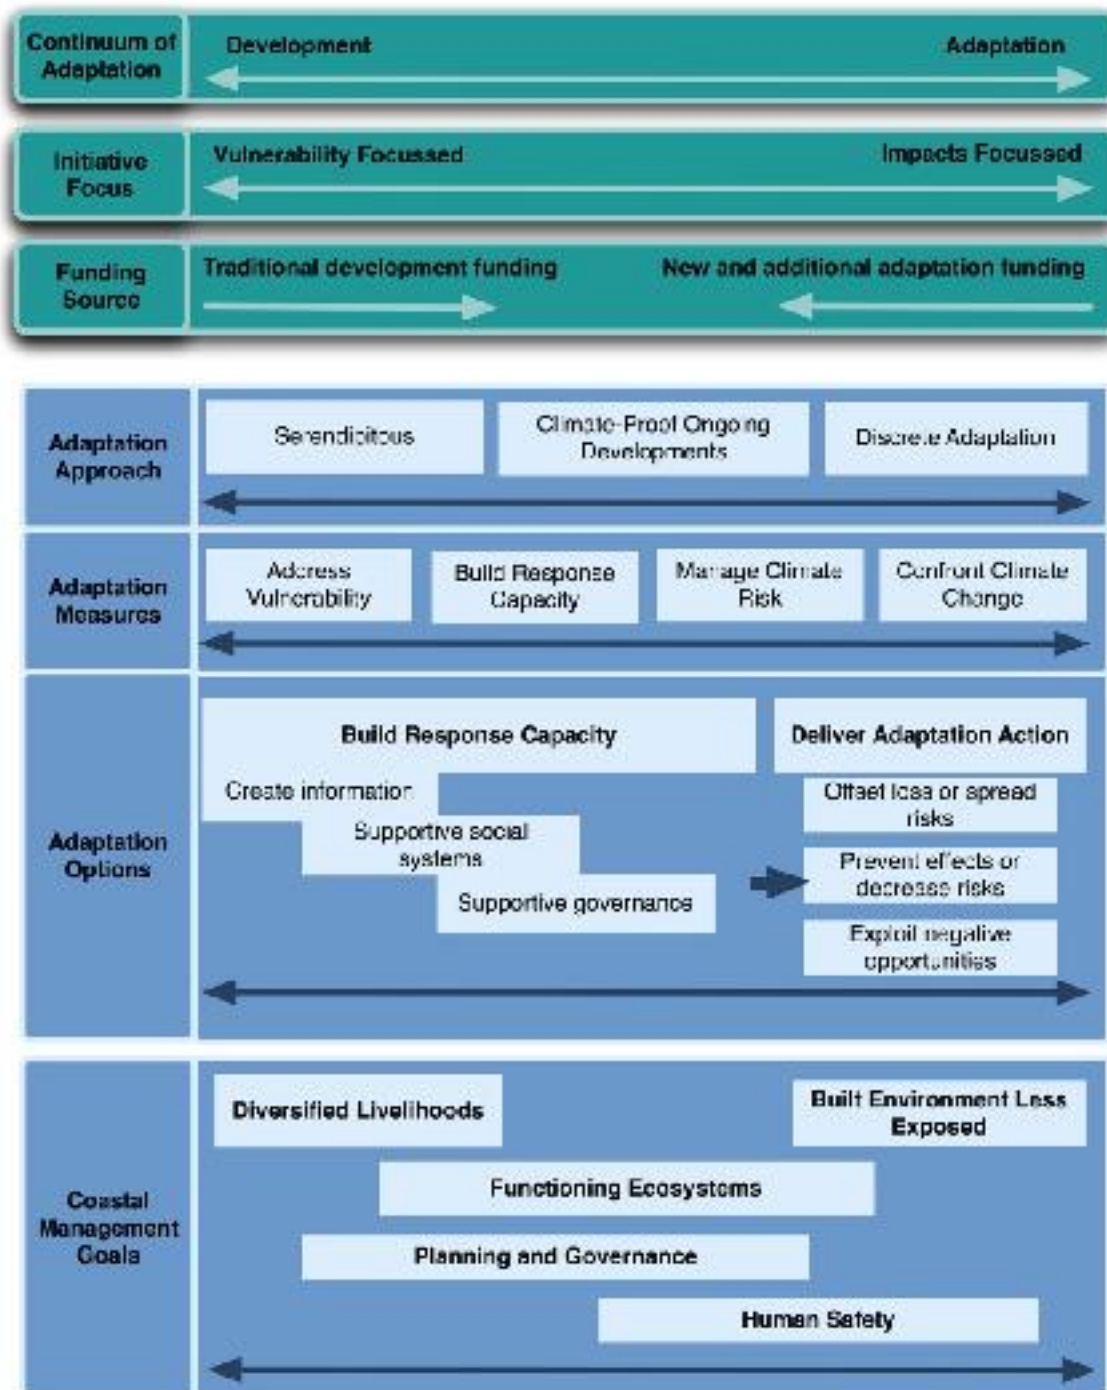 Continuum of
Adaptation
Development
Adaptation
Initiative
Focus
Vulnerability Focussed
Impacts Focussed
Funding
Source
Traditional development funding
New and additional adaptation funding
Adaptation
Approach
Serendipitous
Climate-Proof Ongoing
Developments
Discrete Adaptation
Adaptation
Measures
Address
Vulnerability
Build Response
Capacity
Manage Climate
Risk
Confront Climate
Change
Adaptation
Options
Build Response Capacity
Deliver Adaptation Action
Create information
Supportive social
systems
Supportive governance
Offset loss or spread
risks
Prevent effects or
decrease risks
Exploit negative
opportunities
Coastal
Management
Goals
Diversified Livelihoods
Built Environment Less
Exposed
Functioning Ecosystems
Planning and Governance
Human Safety